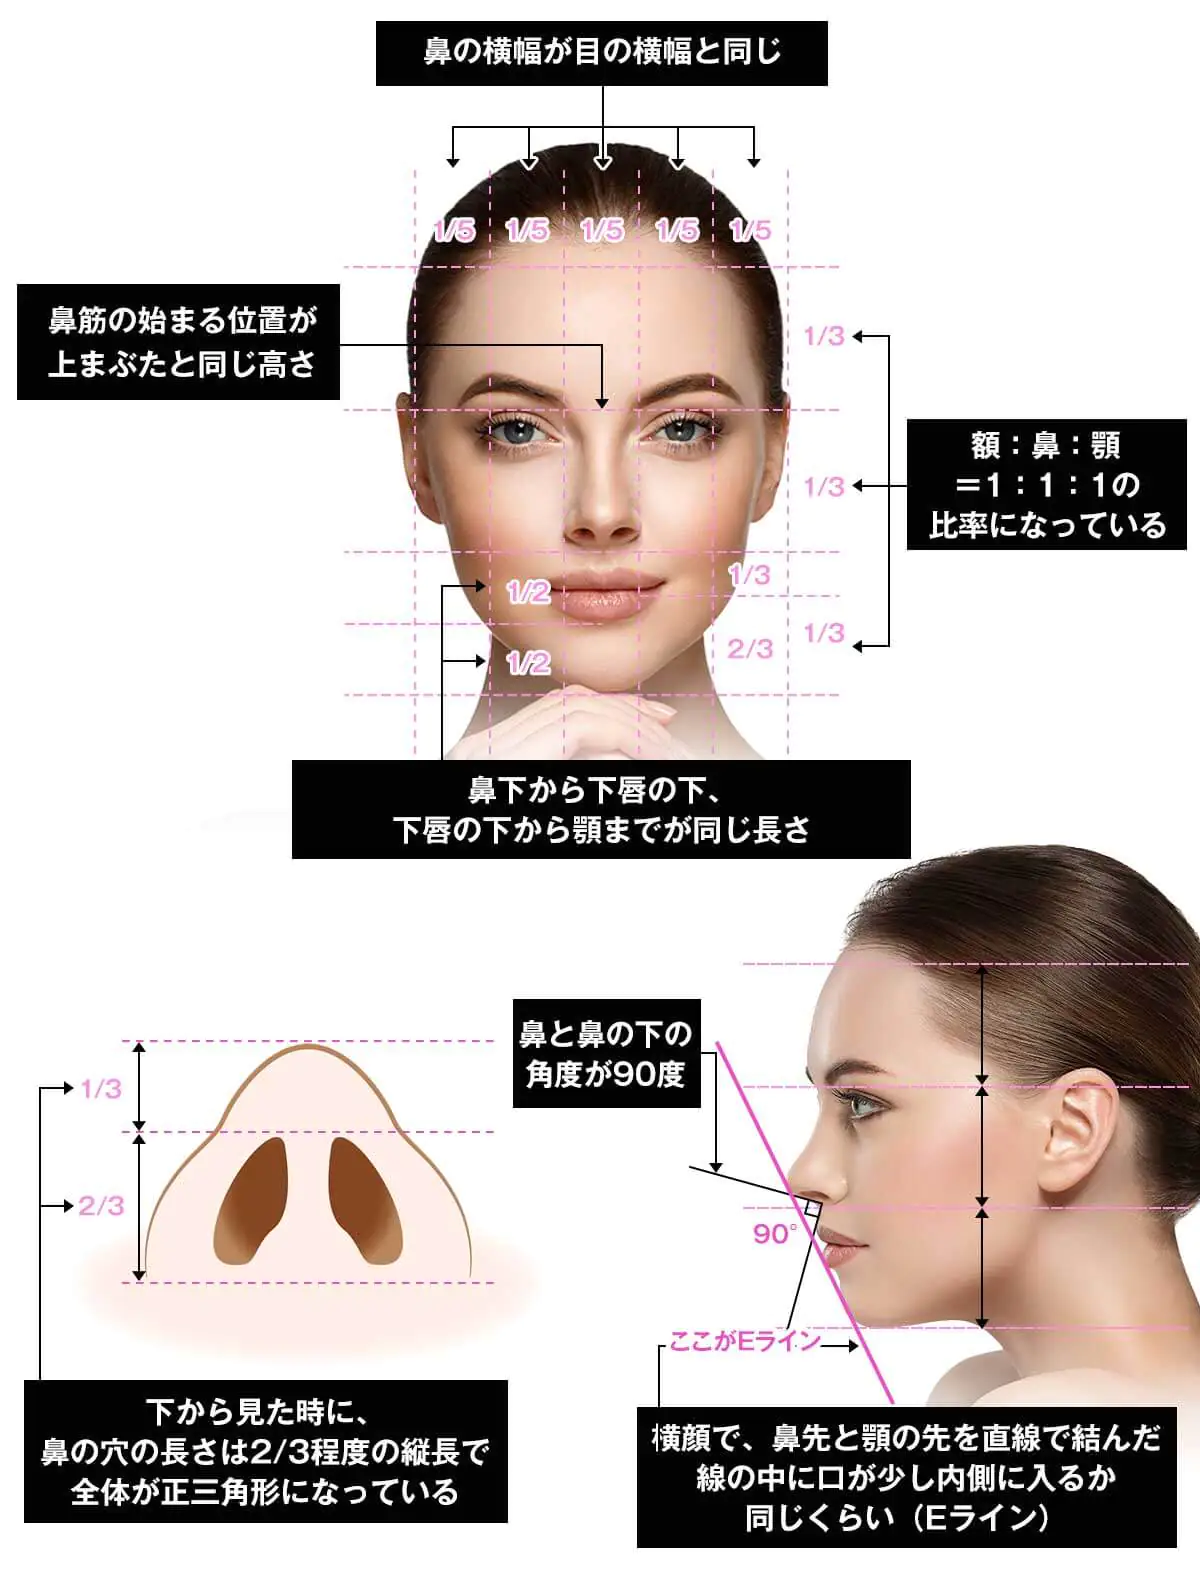 鼻の横幅が目の横幅と同じ
1/5 1/5 1/5 1/5 1/5
鼻筋の始まる位置が
上まぶたと同じ高さ
1/3
額：鼻：顎
＝1：1：1の
比率になっている
1/3
1/3
1/2
1/3
2/3
1/2
鼻下から下唇の下、
下唇の下から顎までが同じ長さ
鼻と鼻の下の
角度が90度
1/3
2/3
90°
ここがEライン
下から見た時に、
鼻の穴の長さは2/3程度の縦長で
全体が正三角形になっている
横顔で、鼻先と顎の先を直線で結んだ
線の中に口が少し内側に入るか
同じくらい（Eライン）